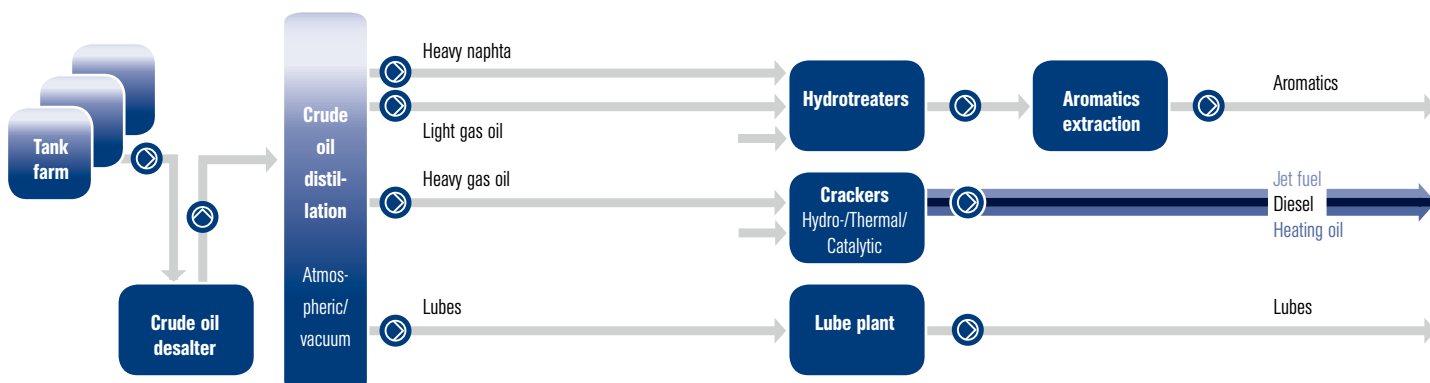 Tank
farm
Crude oil
desalter
Crude
oil
distil-
lation
Atmos-
pheric/
vacuum
Heavy naphta
Light gas oil
Heavy gas oil
Lubes
Hydrotreaters
Crackers
Hydro-/Thermal/
Catalytic
Lube plant
Aromatics
extraction
Aromatics
Jet fuel
Diesel
Heating oil
Lubes